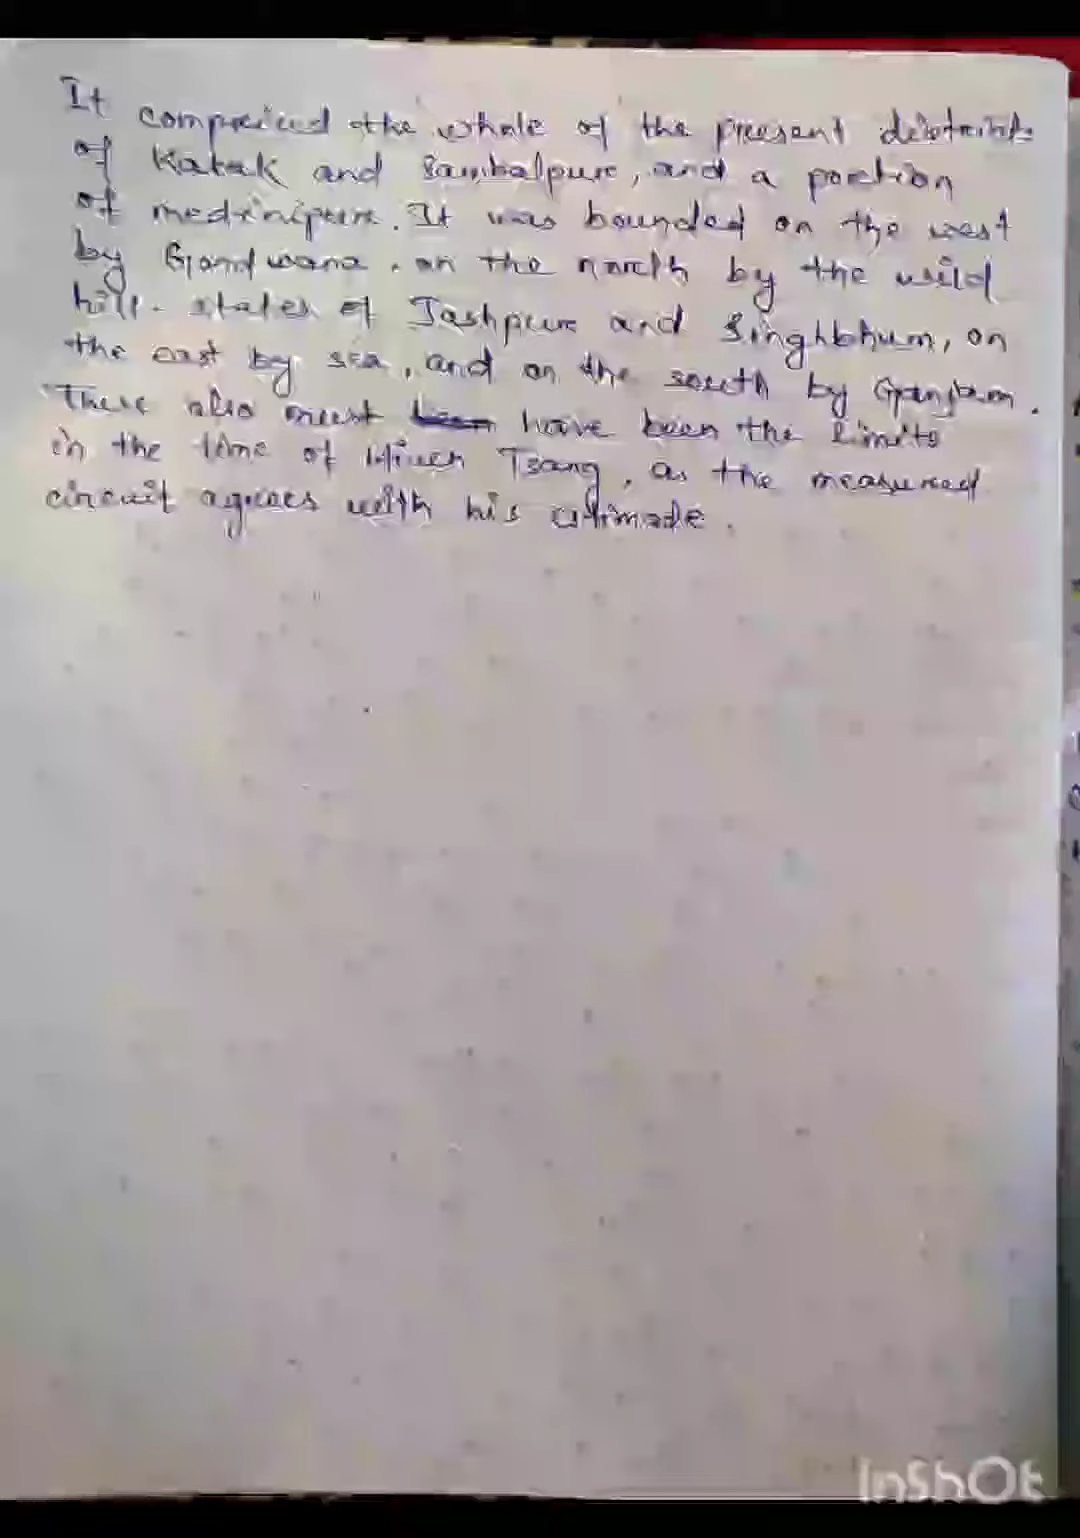 It comprised the whole of the present districts
of Katak and Sambalpur, and a portion
of medinipur. It was bounded on the west
by Gondwana, on the north by the wild
hill-states of Jashpur and Singhbhum, on
the east by sea, and on the south by Ganjam.
These also must have been the limits
in the time of Hiuen Tsang, as the measured
circuit agrees with his
InShOt